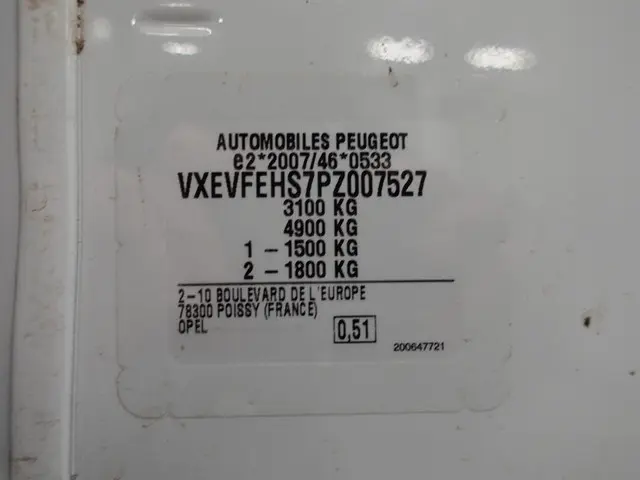 AUTOMOBILES PEUGEOT
e2*2007/46*0533
VXEVFEHS7PZ007527
3100 KG
4900 KG
1 - 1500 KG
2 - 1800 KG
2-10 BOULEVARD DE L'EUROPE
78300 POISSY (FRANCE)
OPEL
0,51
200647721